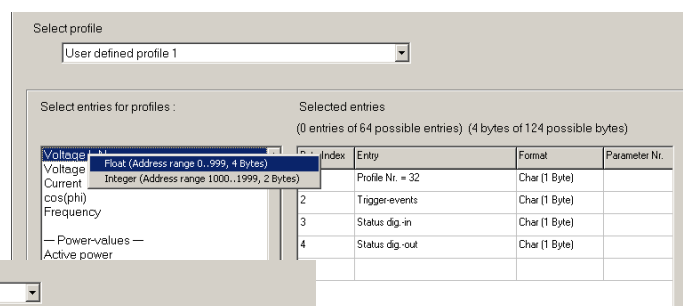 Select profile
User defined profile 1
Select entries for profiles :
Selected entries
(0 entries of 64 possible entries) (4 bytes of 124 possible bytes)
Voltage
Float (Address range 0..999, 4 Bytes)
Integer (Address range 1000..1999, 2 Bytes)
Voltage
Current
cos(phi)
Frequency
— Power-values —
Active power
Index Entry Format Parameter Nr.
Profile Nr. = 32 Char (1 Byte)
2 Trigger-events Char (1 Byte)
3 Status dig.-in Char (1 Byte)
4 Status dig.-out Char (1 Byte)